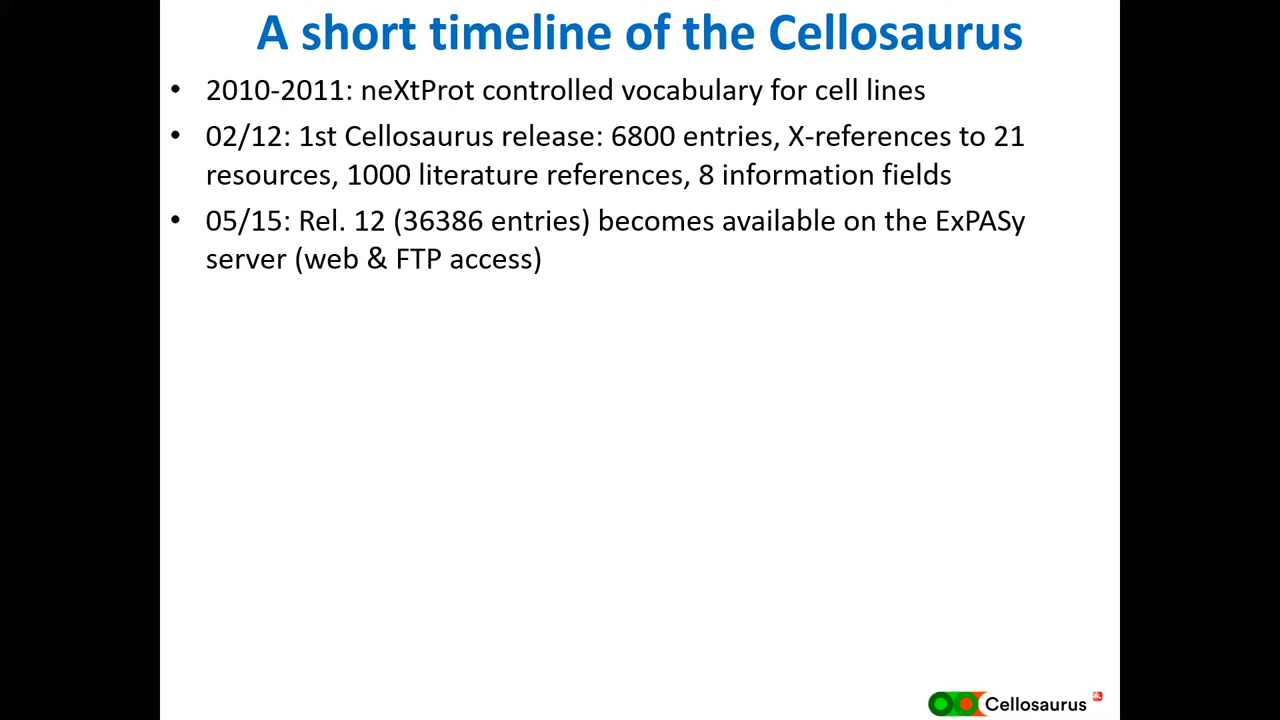 A short timeline of the Cellosaurus
• 2010-2011: neXtProt controlled vocabulary for cell lines
• 02/12: 1st Cellosaurus release: 6800 entries, X-references to 21
resources, 1000 literature references, 8 information fields
• 05/15: Rel. 12 (36386 entries) becomes available on the ExPASy
server (web & FTP access)
Cellosaurus